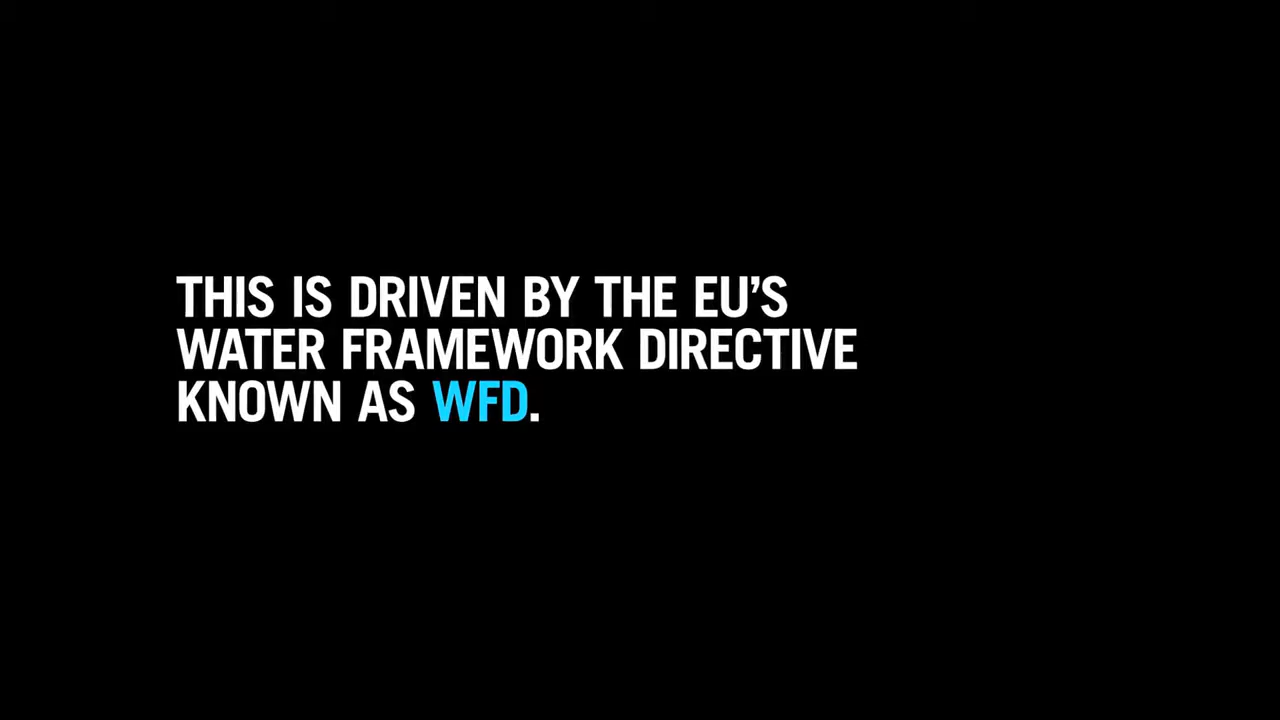 THIS IS DRIVEN BY THE EU’S
WATER FRAMEWORK DIRECTIVE
KNOWN AS WFD.